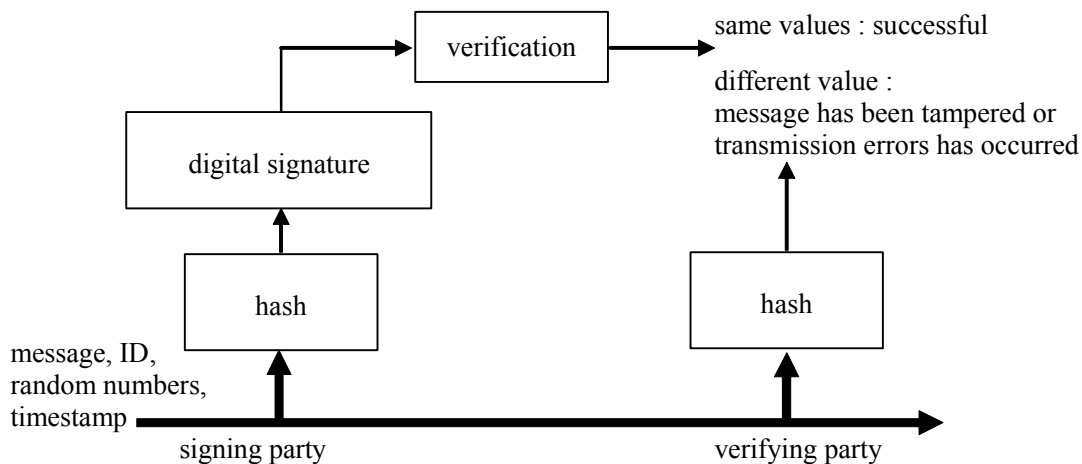 same values : successful
verification
different value :
message has been tampered or
transmission errors has occurred
digital signature
hash
hash
message, ID,
random numbers,
timestamp
signing party
verifying party